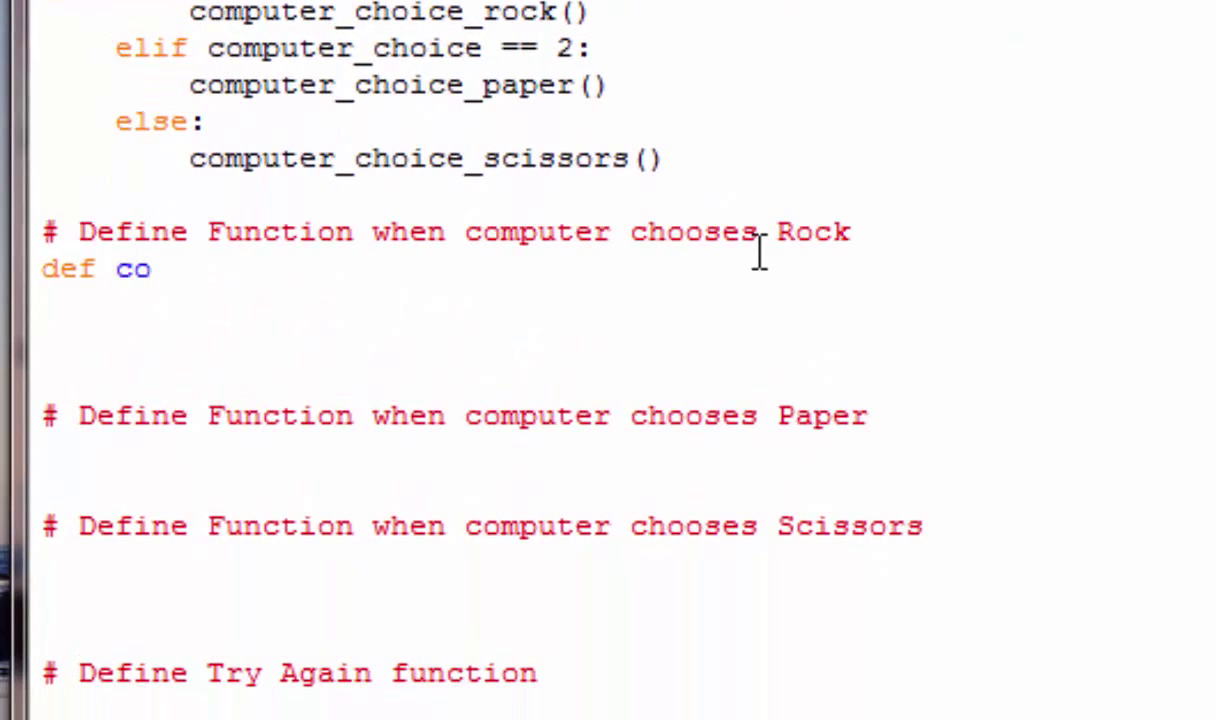 computer_choice_rock()
elif computer_choice == 2:
computer_choice_paper()
else:
computer_choice_scissors()
# Define Function when computer chooses Rock
def co
# Define Function when computer chooses Paper
# Define Function when computer chooses Scissors
# Define Try Again function